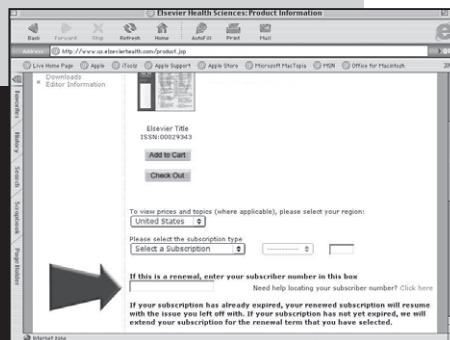 Elsevier Health Sciences: Product Information
Back Forward Stop Refresh Home AutoFill Print Mail
Address http://www.us.elsevierhealth.com/product.jsp
Live Home Page Apple iTools Apple Support Apple Store Microsoft MacTopia MSN Office for Macintosh
Favorites
History
Search
Scrapbook
Page Holder
Downloads
Editor Information
Elsevier Title
ISSN:00029343
Add to Cart
Check Out
To view prices and topics (where applicable), please select your region:
United States
Please select the subscription type
Select a Subscription
If this is a renewal, enter your subscriber number in this box
Need help locating your subscriber number? Click here
If your subscription has already expired, your renewed subscription will resume
with the issue you left off with. If your subscription has not yet expired, we will
extend your subscription for the renewal term that you have selected.
Internet zone